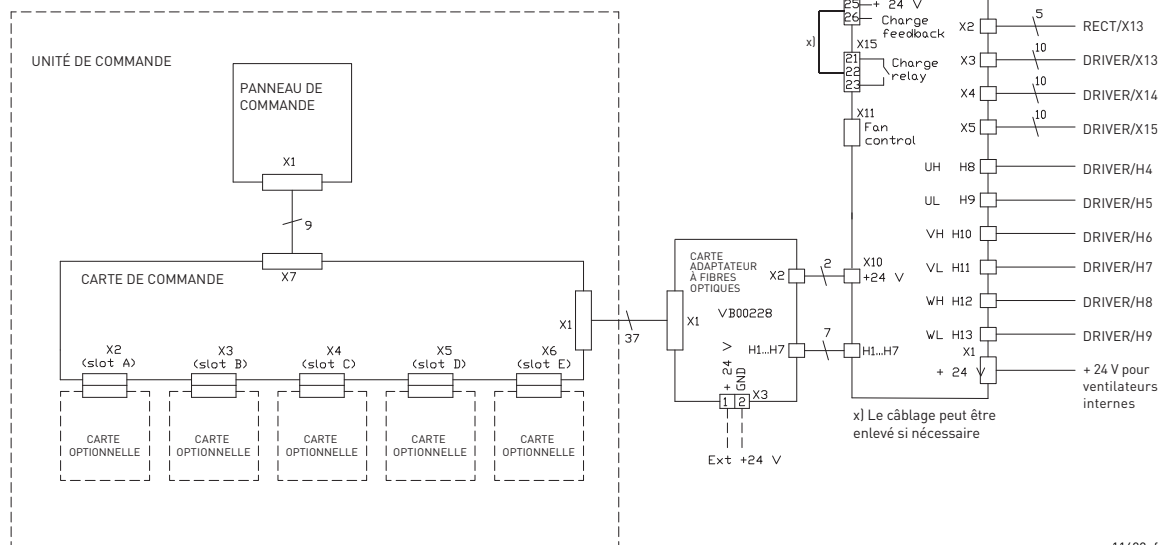 25
+ 24 V
26
Charge
feedback
x)
X15
21
22
23
Charge
relay
X11
Fan
control
X2
5
RECT/X13
X3
10
DRIVER/X13
X4
10
DRIVER/X14
X5
10
DRIVER/X15
UH H8
DRIVER/H4
UL H9
DRIVER/H5
VH H10
DRIVER/H6
VL H11
DRIVER/H7
WH H12
DRIVER/H8
WL H13
DRIVER/H9
X1
+ 24 V
+ 24 V pour
ventilateurs
internes
UNITÉ DE COMMANDE
PANNEAU DE
COMMANDE
X1
9
X7
CARTE DE COMMANDE
X1
37
X2
(slot A)
X3
(slot B)
X4
(slot C)
X5
(slot D)
X6
(slot E)
CARTE
OPTIONNELLE
CARTE
OPTIONNELLE
CARTE
OPTIONNELLE
CARTE
OPTIONNELLE
CARTE
OPTIONNELLE
CARTE
ADAPTATEUR
À FIBRES
OPTIQUES
VB00228
X1
X2
2
X10
+24 V
H1...H7
7
H1...H7
+ 24 V
GND
1 2
X3
Ext +24 V
x) Le câblage peut être
enlevé si nécessaire